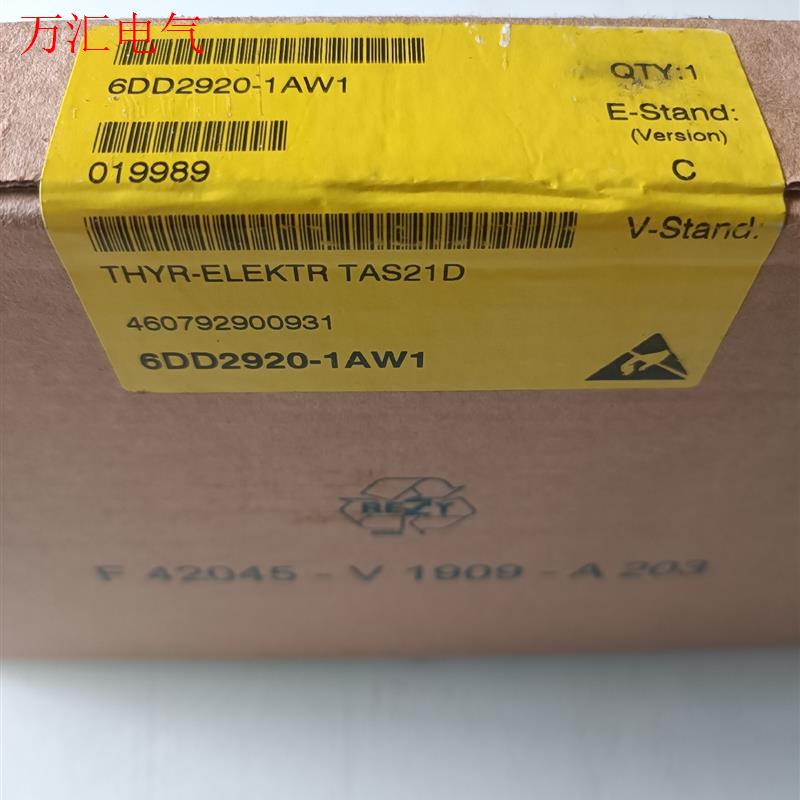 万汇电气
6DD2920-1AW1
QTY:1
E-Stand:
(Version)
019989
C
V-Stand:
THYR-ELEKTR TAS21D
460792900931
6DD2920-1AW1
REZY
F 42045 - V 1909 - A 203